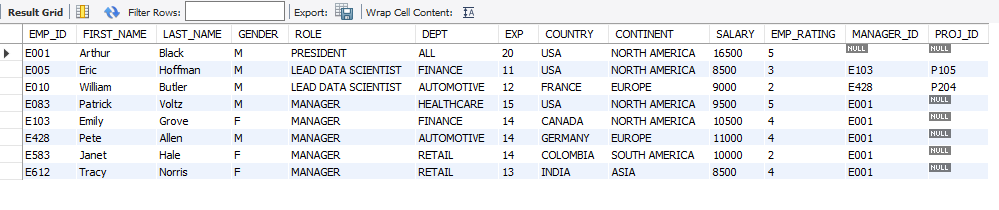 Result Grid Filter Rows: Export: Wrap Cell Content:
EMP_ID FIRST_NAME LAST_NAME GENDER ROLE DEPT EXP COUNTRY CONTINENT SALARY EMP_RATING MANAGER_ID PROJ_ID
E001 Arthur Black M PRESIDENT ALL 20 USA NORTH AMERICA 16500 5 NULL NULL
E005 Eric Hoffman M LEAD DATA SCIENTIST FINANCE 11 USA NORTH AMERICA 8500 3 E103 P105
E010 William Butler M LEAD DATA SCIENTIST AUTOMOTIVE 12 FRANCE EUROPE 9000 2 E428 P204
E083 Patrick Voltz M MANAGER HEALTHCARE 15 USA NORTH AMERICA 9500 5 E001 NULL
E103 Emily Grove F MANAGER FINANCE 14 CANADA NORTH AMERICA 10500 4 E001 NULL
E428 Pete Allen M MANAGER AUTOMOTIVE 14 GERMANY EUROPE 11000 4 E001 NULL
E583 Janet Hale F MANAGER RETAIL 14 COLOMBIA SOUTH AMERICA 10000 2 E001 NULL
E612 Tracy Norris F MANAGER RETAIL 13 INDIA ASIA 8500 4 E001 NULL